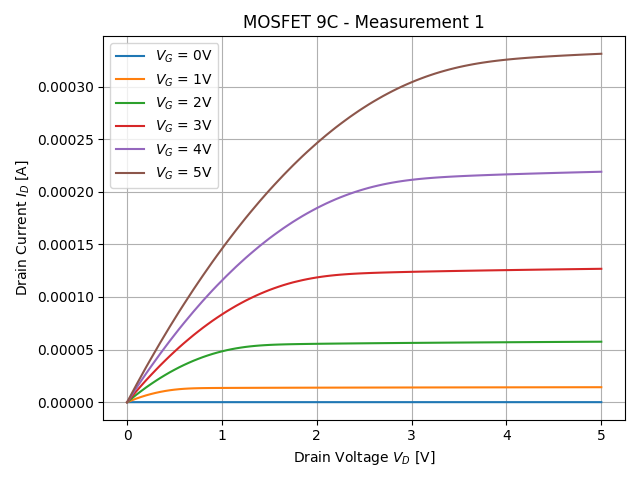 MOSFET 9C - Measurement 1
V_G = 0V
V_G = 1V
V_G = 2V
V_G = 3V
V_G = 4V
V_G = 5V
Drain Current I_D [A]
0.00030
0.00025
0.00020
0.00015
0.00010
0.00005
0.00000
0 1 2 3 4 5
Drain Voltage V_D [V]